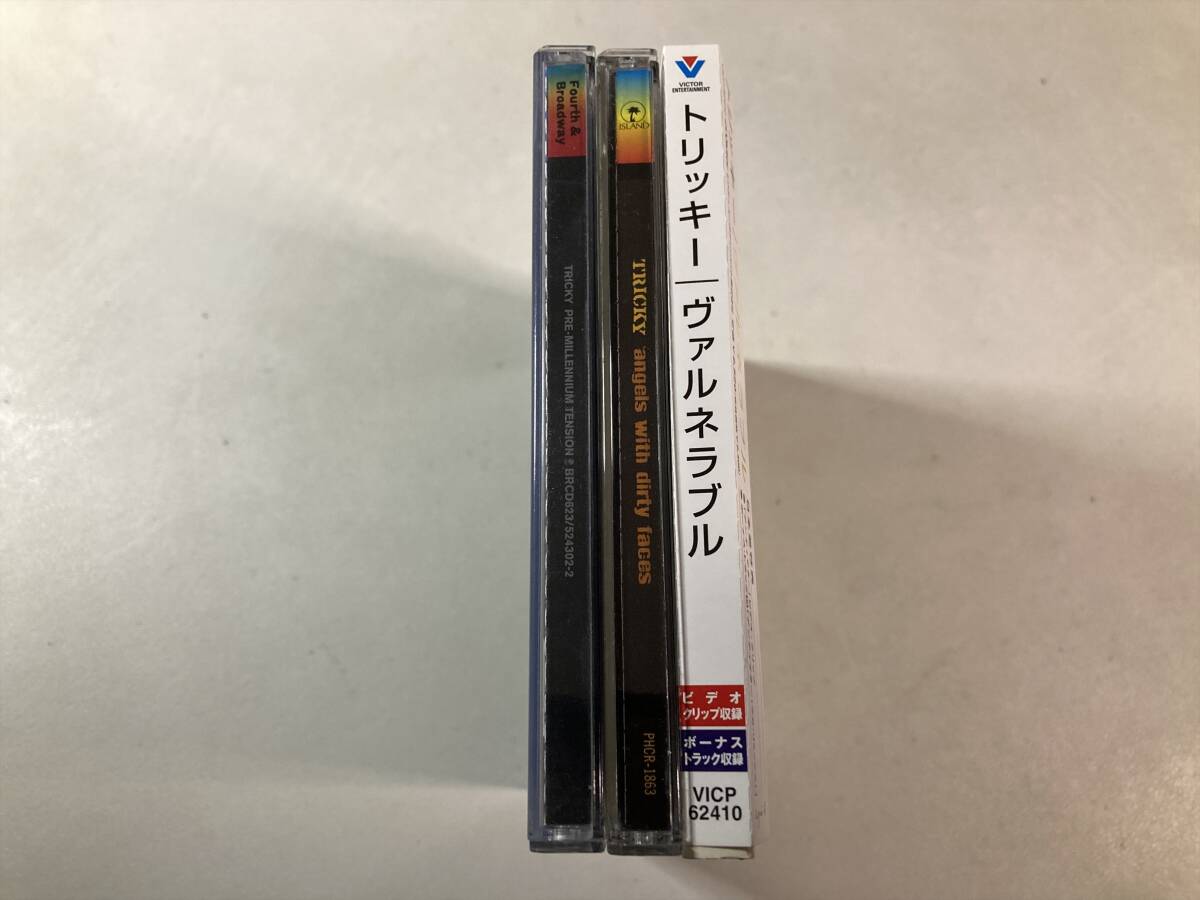 Fourth &
Broadway
TRICKY PRE-MILLENNIUM TENSION ℗ BRCD623/524302-2
ISLAND
TRICKY angels with dirty faces
PHCR-1863
VICTOR
ENTERTAINMENT
トリッキー|ヴァルネラブル
ビデオ
クリップ収録
ボーナス
トラック収録
VICP
62410